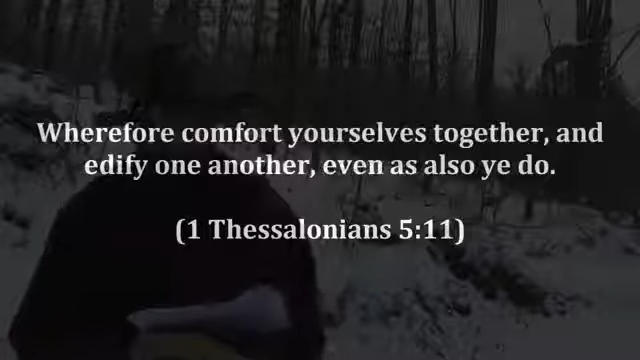 Wherefore comfort yourselves together, and
edify one another, even as also ye do.
(1 Thessalonians 5:11)